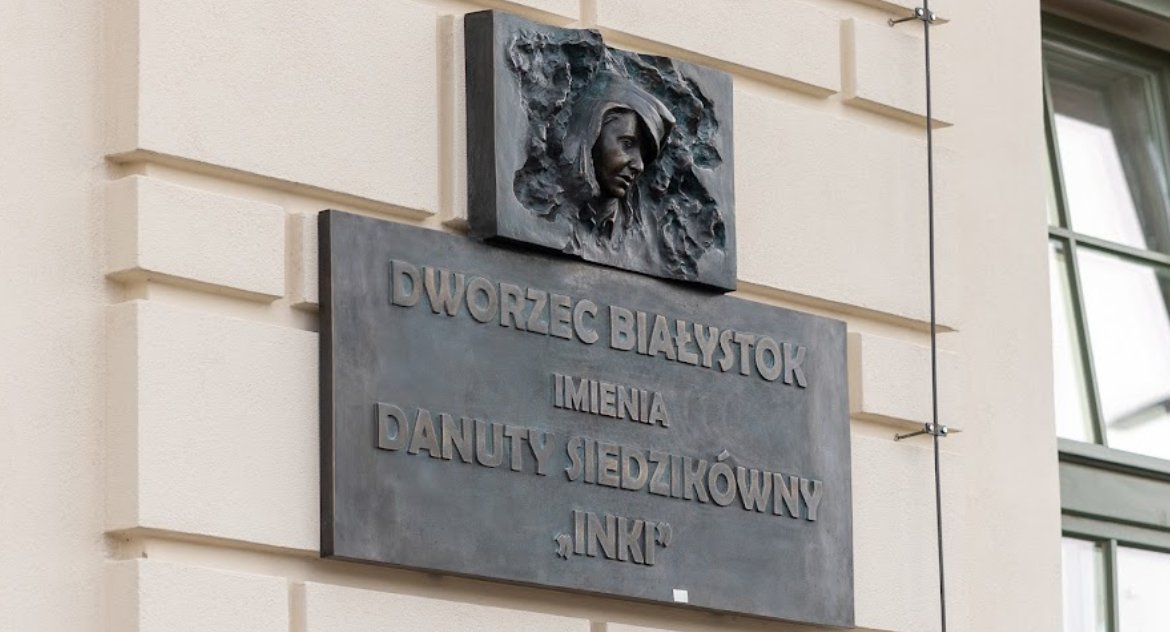 DWORZEC BIAŁYSTOK
IMIENIA
DANUTY SIEDZIKÓWNY
„INKI”